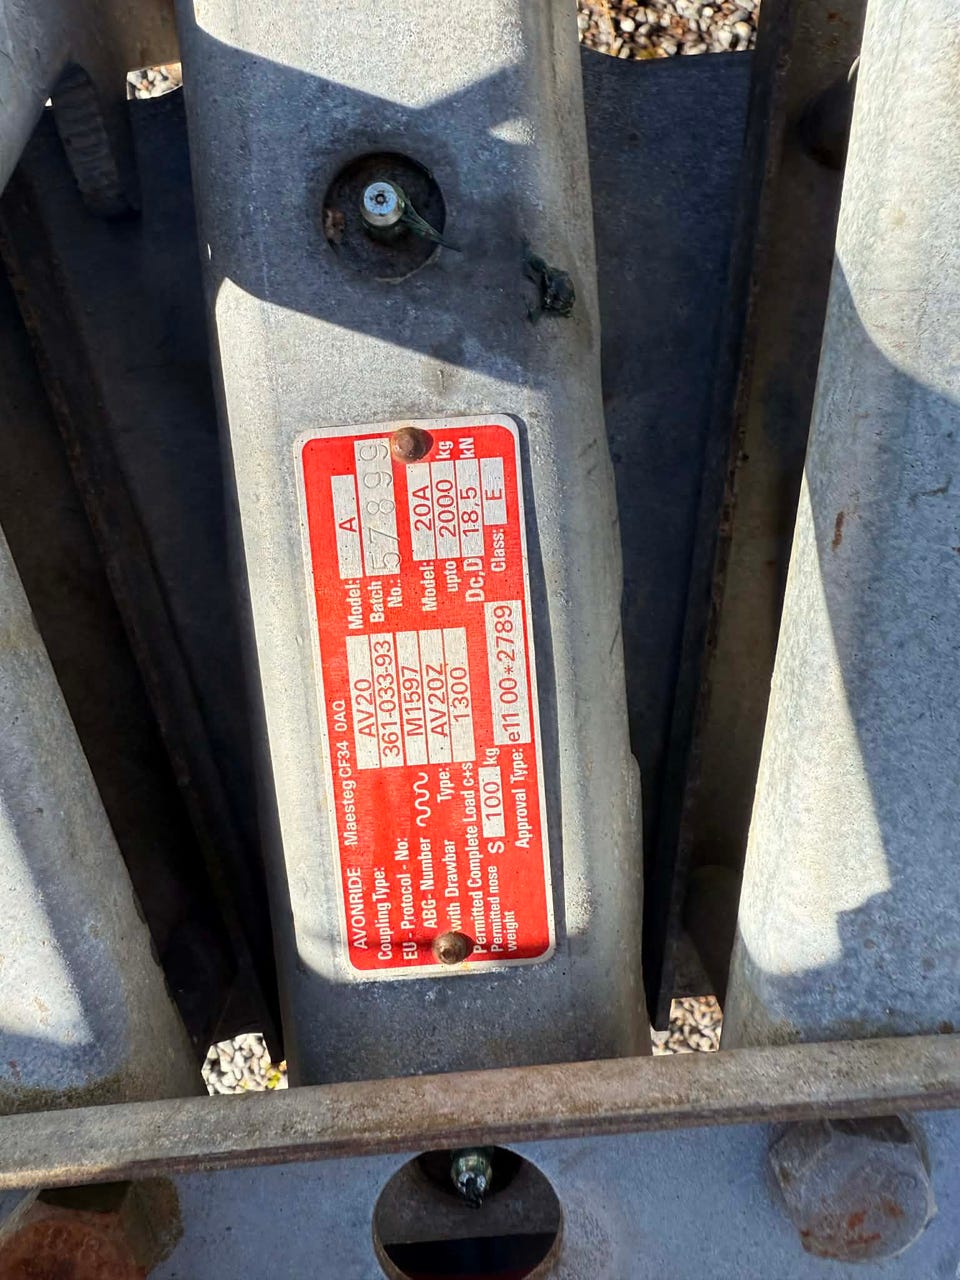 AVONRIDE Maesteg CF34 0AQ
Coupling Type: AV20 Model: A
EU - Protocol - No: 361-033-93 Batch No.: 57899
ABG- Number M1597
with Drawbar Type: AV20Z Model: 20A
Permitted Complete Load c+s 1300 upto 2000 kg
Permitted nose weight S 100 kg Dc,D 18,5 kN
Approval Type: e11 00*2789 Class: E